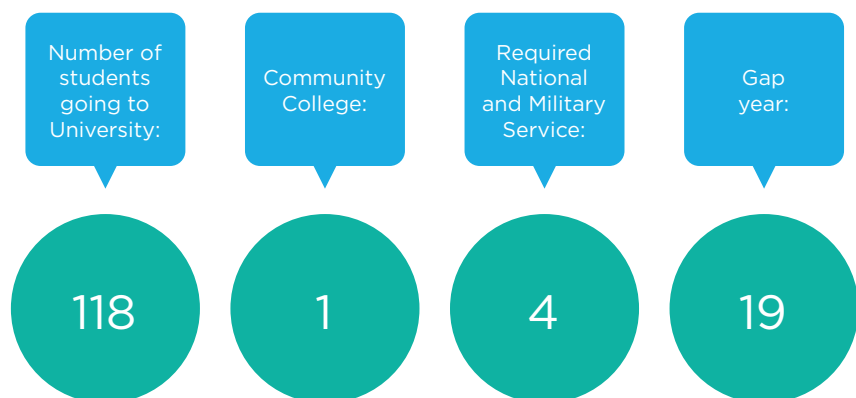 Number of
students
going to
University:
Community
College:
Required
National
and Military
Service:
Gap
year:
118
1
4
19